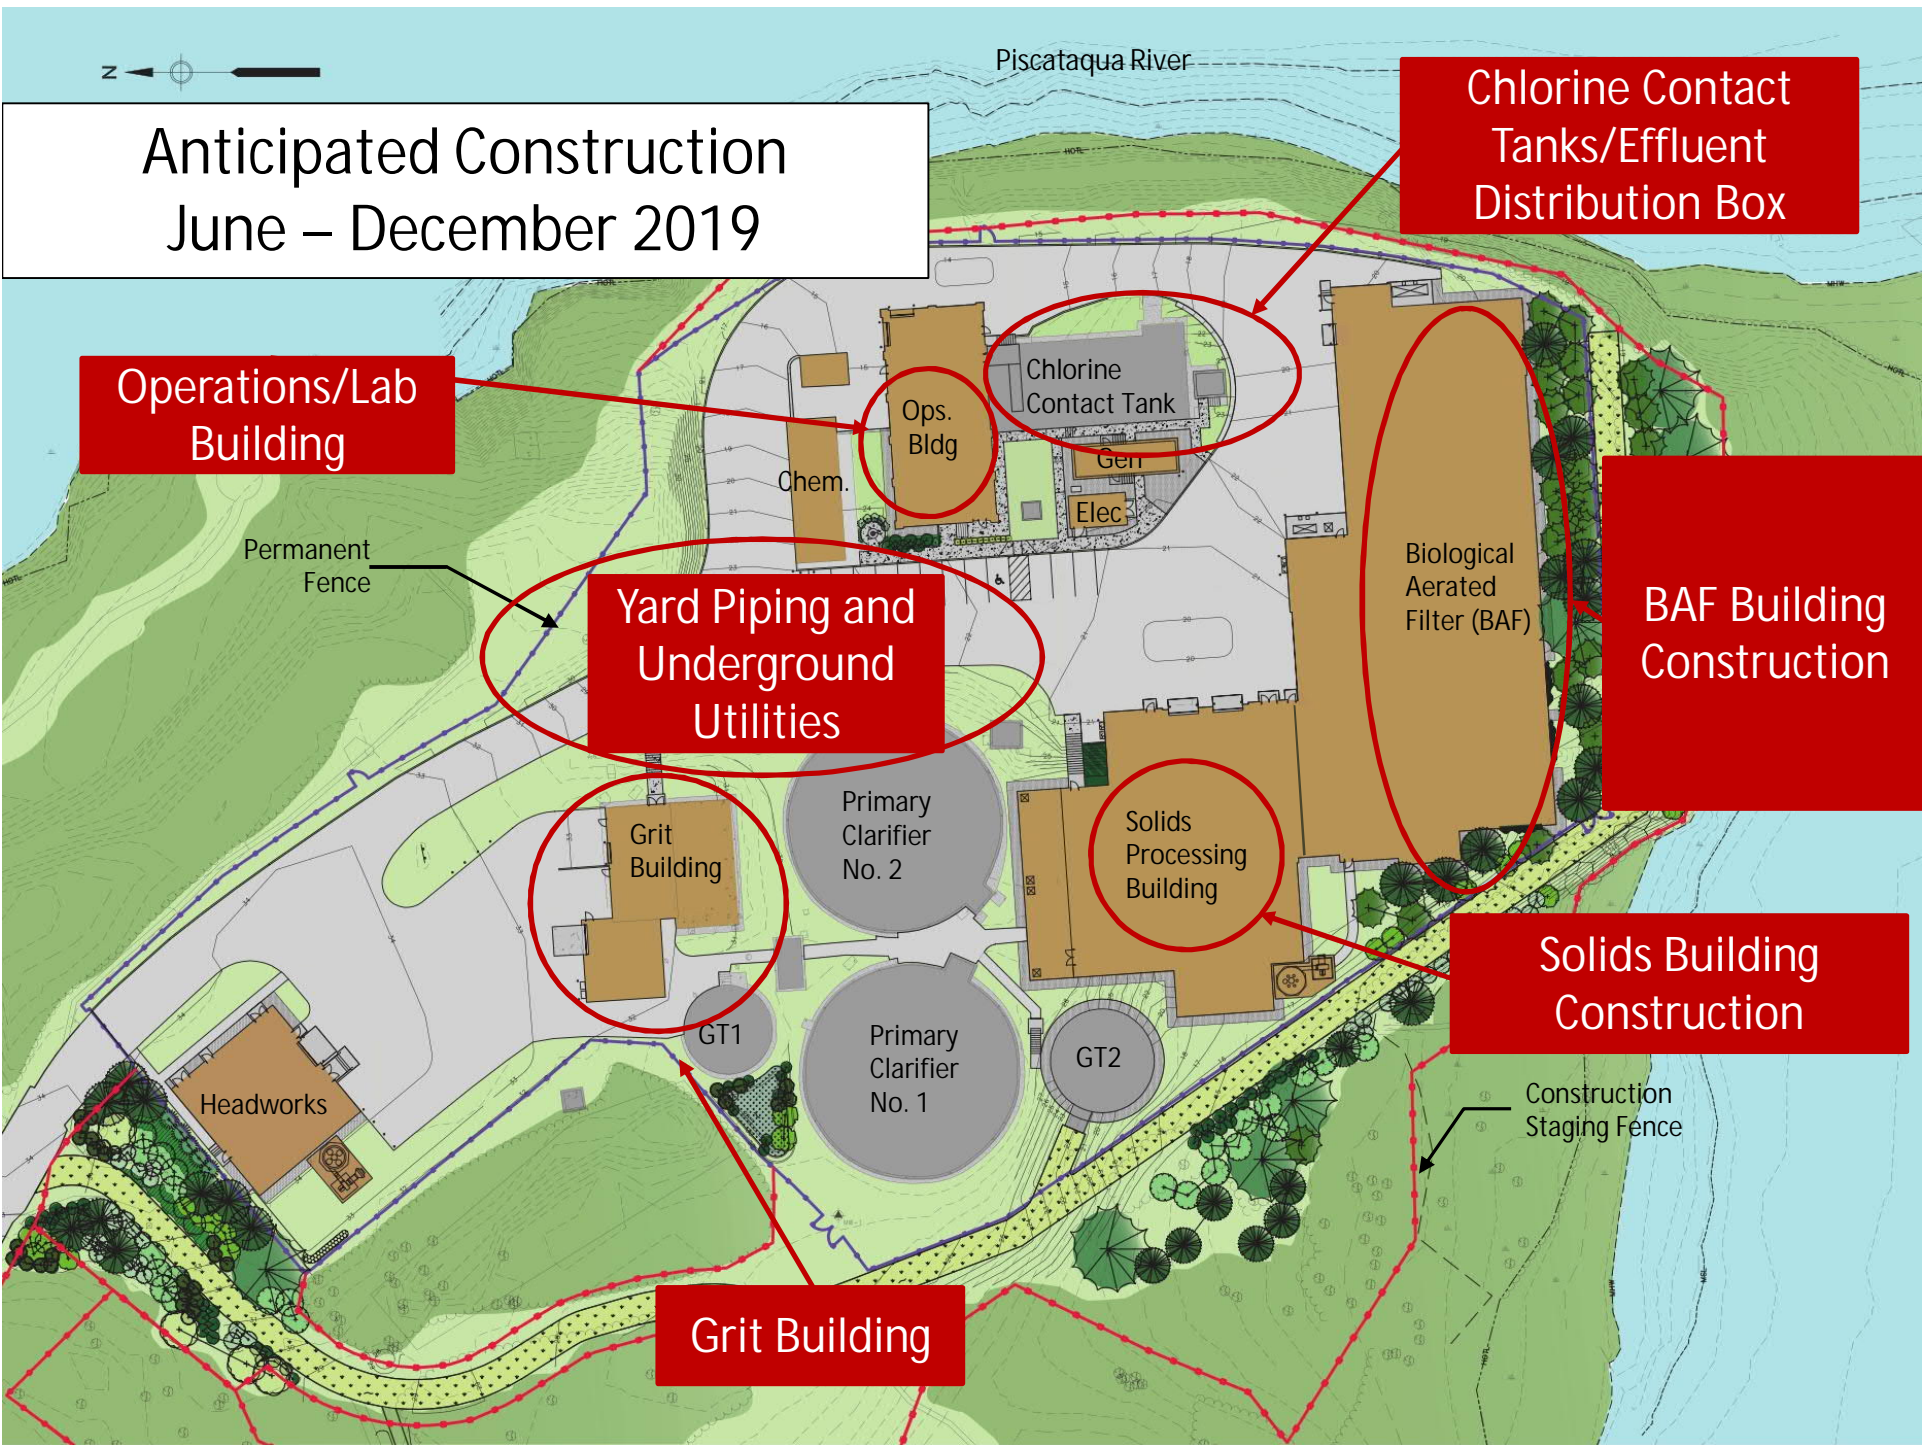 Piscataqua River
N
Anticipated Construction
June – December 2019
Chlorine Contact
Tanks/Effluent
Distribution Box
Operations/Lab
Building
Chlorine
Contact Tank
Ops.
Bldg
Gen
Chem.
Elec
Permanent
Fence
Biological
Aerated
Filter (BAF)
BAF Building
Construction
Yard Piping and
Underground
Utilities
Primary
Clarifier
No. 2
Grit
Building
Solids
Processing
Building
Solids Building
Construction
GT1
Primary
Clarifier
No. 1
GT2
Headworks
Construction
Staging Fence
Grit Building